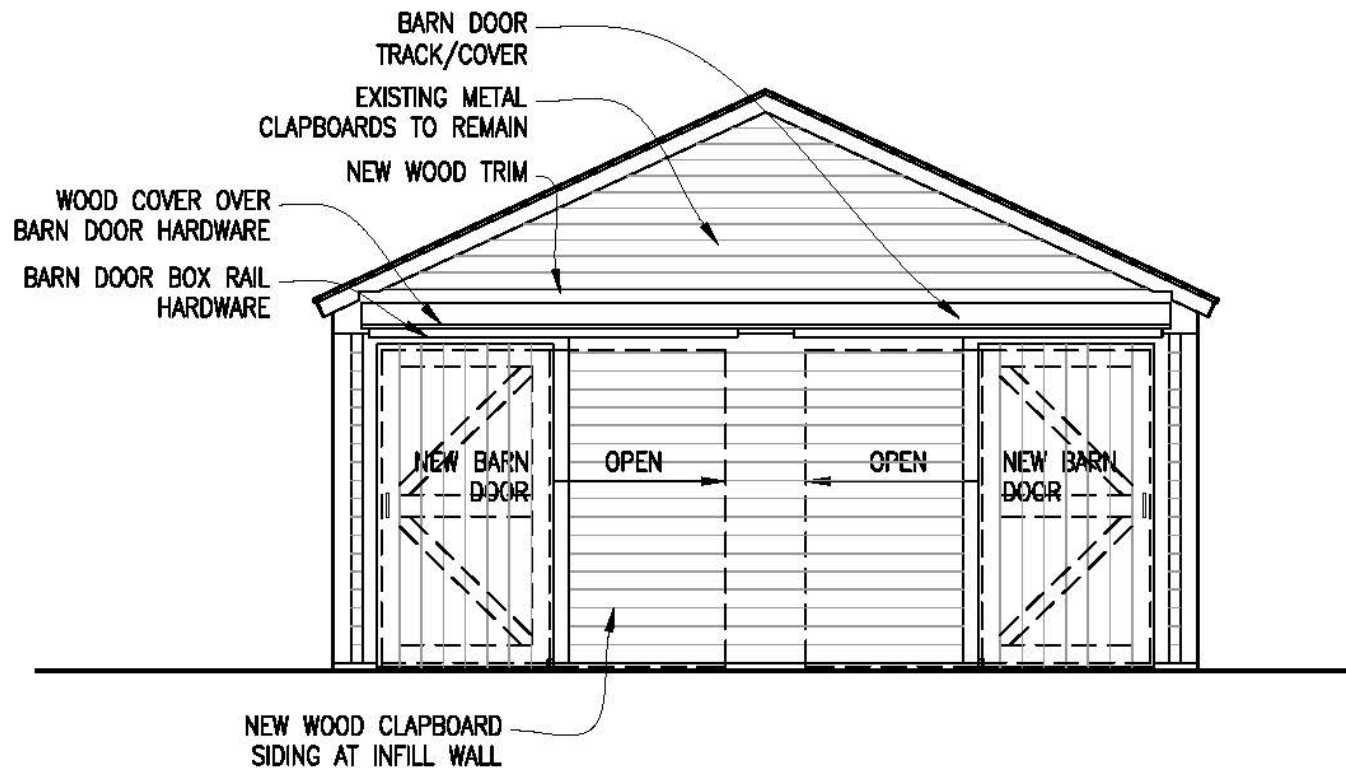 BARN DOOR
TRACK/COVER
EXISTING METAL
CLAPBOARDS TO REMAIN
NEW WOOD TRIM
WOOD COVER OVER
BARN DOOR HARDWARE
BARN DOOR BOX RAIL
HARDWARE
NEW BARN
DOOR
OPEN
OPEN
NEW BARN
DOOR
NEW WOOD CLAPBOARD
SIDING AT INFILL WALL